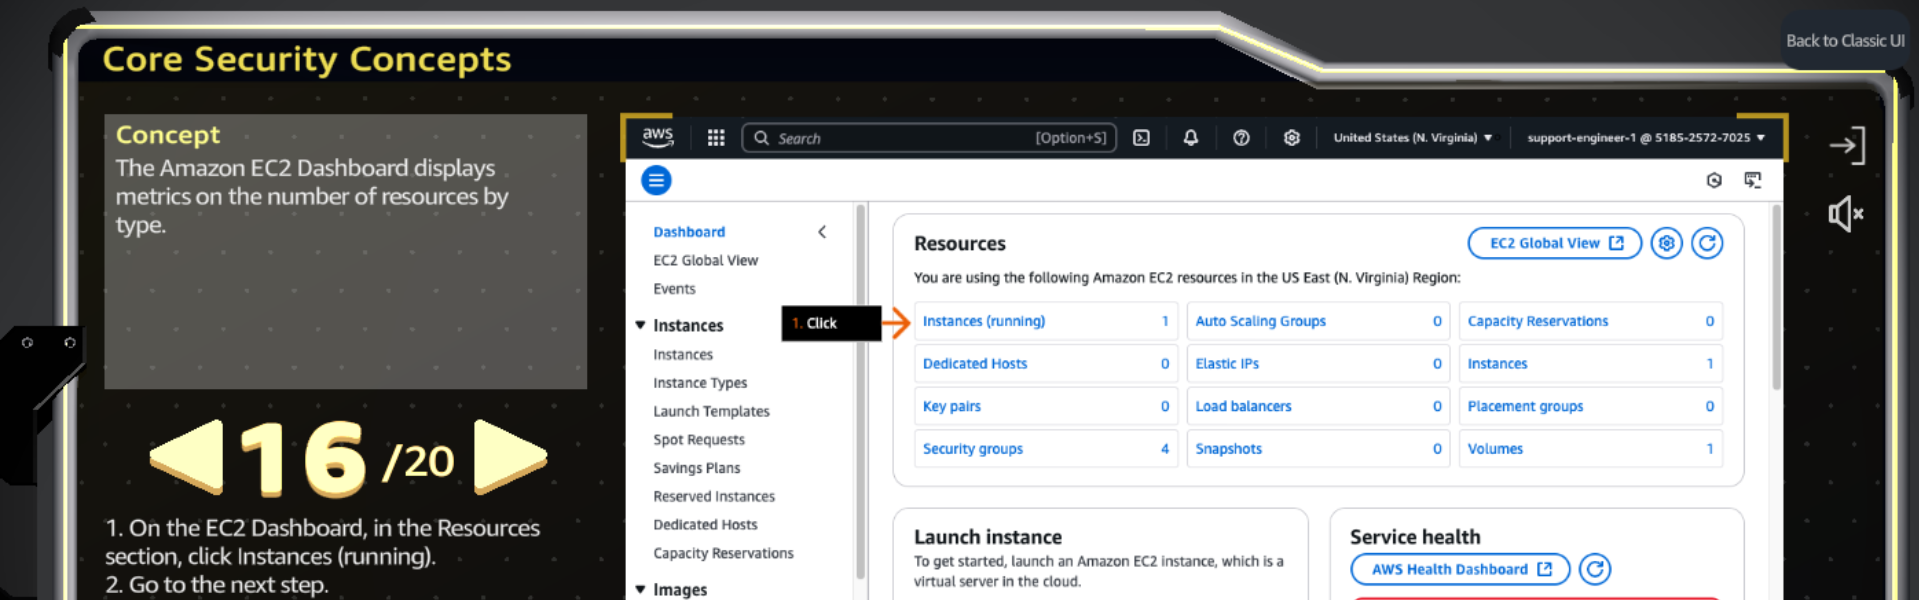 Back to Classic UI
Core Security Concepts
Concept
The Amazon EC2 Dashboard displays
metrics on the number of resources by
type.
16 /20
1. On the EC2 Dashboard, in the Resources
section, click Instances (running).
2. Go to the next step.
aws
Search [Option+S]
United States (N. Virginia) ▼
support-engineer-1 @ 5185-2572-7025 ▼
Dashboard
EC2 Global View
Events
Instances
Instances
Instance Types
Launch Templates
Spot Requests
Savings Plans
Reserved Instances
Dedicated Hosts
Capacity Reservations
Images
1. Click
Resources
EC2 Global View
You are using the following Amazon EC2 resources in the US East (N. Virginia) Region:
Instances (running) 1
Auto Scaling Groups 0
Capacity Reservations 0
Dedicated Hosts 0
Elastic IPs 0
Instances 1
Key pairs 0
Load balancers 0
Placement groups 0
Security groups 4
Snapshots 0
Volumes 1
Launch instance
To get started, launch an Amazon EC2 instance, which is a
virtual server in the cloud.
Service health
AWS Health Dashboard